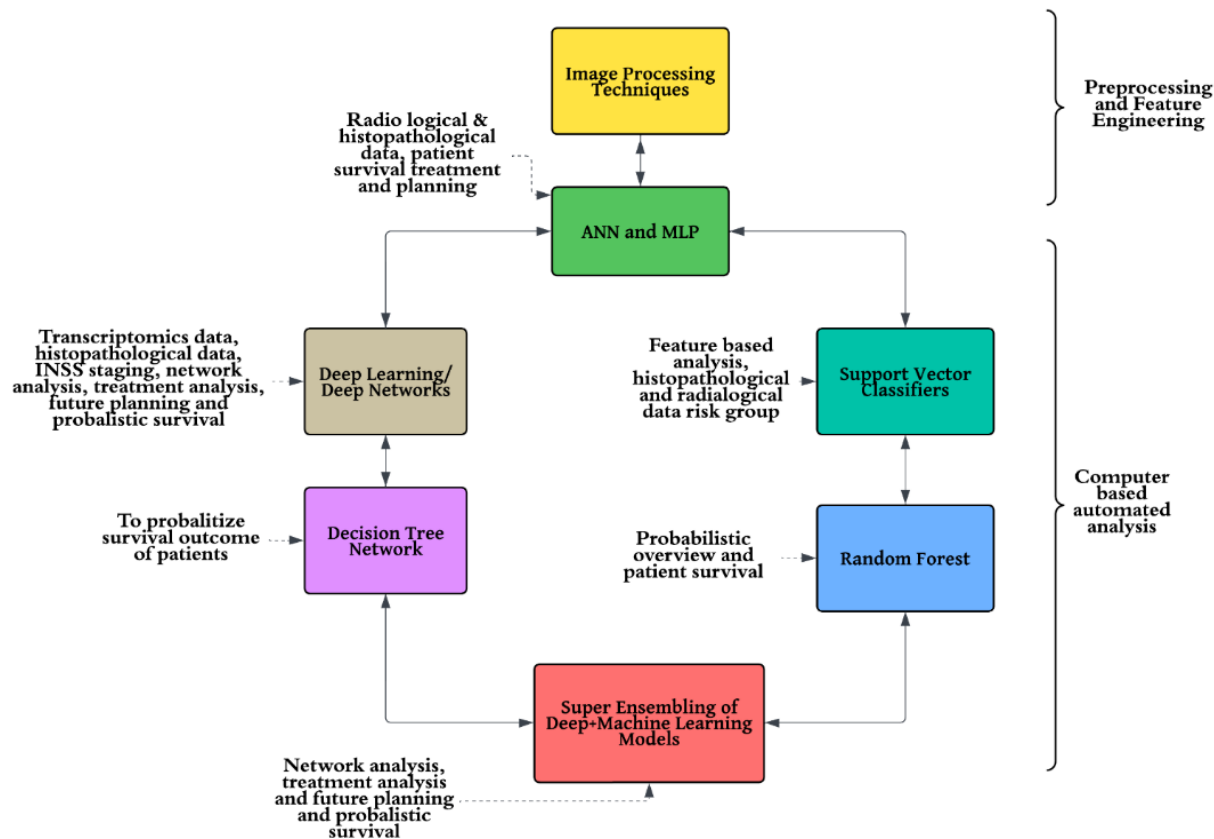 Image Processing
Techniques
Preprocessing
and Feature
Engineering
Radio logical &
histopathological
data, patient
survival treatment
and planning
ANN and MLP
Transcriptomics data,
histopathological data,
INSS staging, network
analysis, treatment analysis,
future planning and
probalistic survival
Deep Learning/
Deep Networks
Feature based
analysis,
histopathological
and radialogical
data risk group
Support Vector
Classifiers
Computer
based
automated
analysis
To probalitize
survival outcome
of patients
Decision Tree
Network
Probabilistic
overview and
patient survival
Random Forest
Super Ensembling of
Deep+Machine Learning
Models
Network analysis,
treatment analysis
and future planning
and probalistic
survival